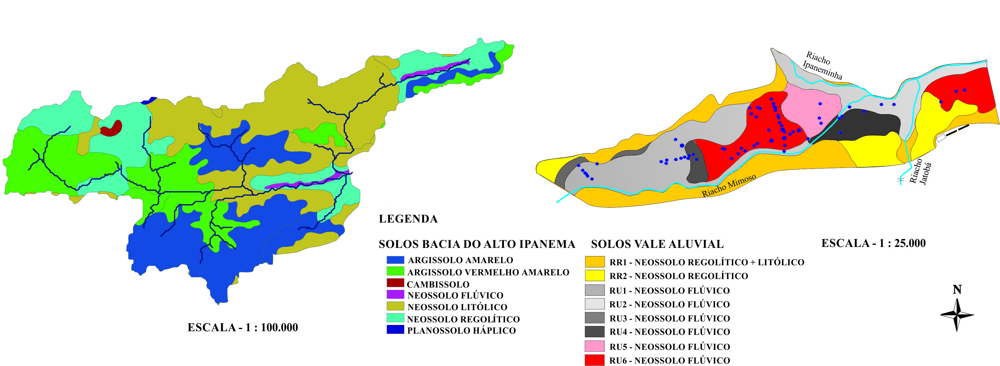 Riacho
Ipaneminha
Riacho
Jatobá
Riacho Mimoso
LEGENDA
SOLOS BACIA DO ALTO IPANEMA
ARGISSOLO AMARELO
ARGISSOLO VERMELHO AMARELO
CAMBISSOLO
NEOSSOLO FLÚVICO
NEOSSOLO LITÓLICO
NEOSSOLO REGOLÍTICO
PLANOSSOLO HÁPLICO
SOLOS VALE ALUVIAL
RR1 - NEOSSOLO REGOLÍTICO + LITÓLICO
RR2 - NEOSSOLO REGOLÍTICO
RU1 - NEOSSOLO FLÚVICO
RU2 - NEOSSOLO FLÚVICO
RU3 - NEOSSOLO FLÚVICO
RU4 - NEOSSOLO FLÚVICO
RU5 - NEOSSOLO FLÚVICO
RU6 - NEOSSOLO FLÚVICO
ESCALA - 1 : 25.000
N
ESCALA - 1 : 100.000